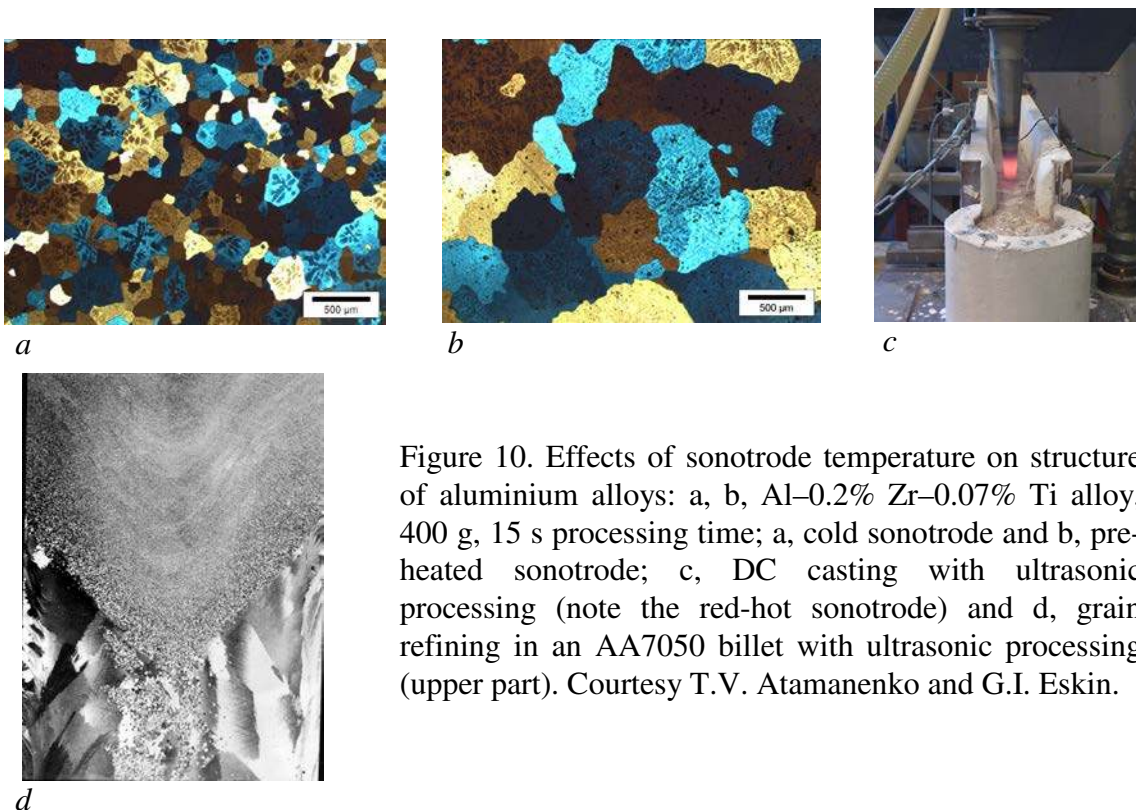 500 µm
500 µm
a
b
c
Figure 10. Effects of sonotrode temperature on structure
of aluminium alloys: a, b, Al–0.2% Zr–0.07% Ti alloy,
400 g, 15 s processing time; a, cold sonotrode and b, pre-
heated sonotrode; c, DC casting with ultrasonic
processing (note the red-hot sonotrode) and d, grain
refining in an AA7050 billet with ultrasonic processing
(upper part). Courtesy T.V. Atamanenko and G.I. Eskin.
d